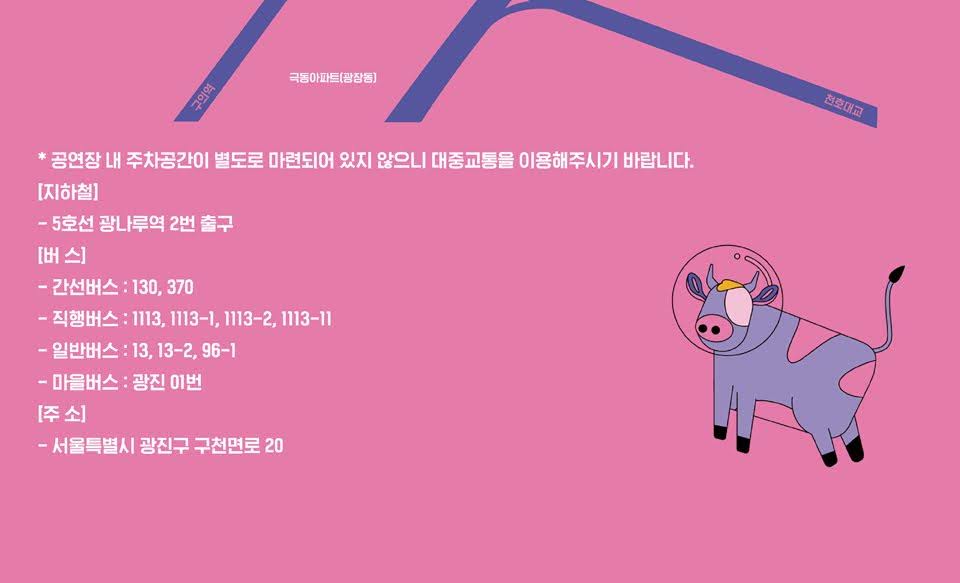 극동아파트(광장동)
구의역
천호대교
* 공연장 내 주차공간이 별도로 마련되어 있지 않으니 대중교통을 이용해주시기 바랍니다.
[지하철]
- 5호선 광나루역 2번 출구
[버 스]
- 간선버스 : 130, 370
- 직행버스 : 1113, 1113-1, 1113-2, 1113-11
- 일반버스 : 13, 13-2, 96-1
- 마을버스 : 광진 01번
[주 소]
- 서울특별시 광진구 구천면로 20